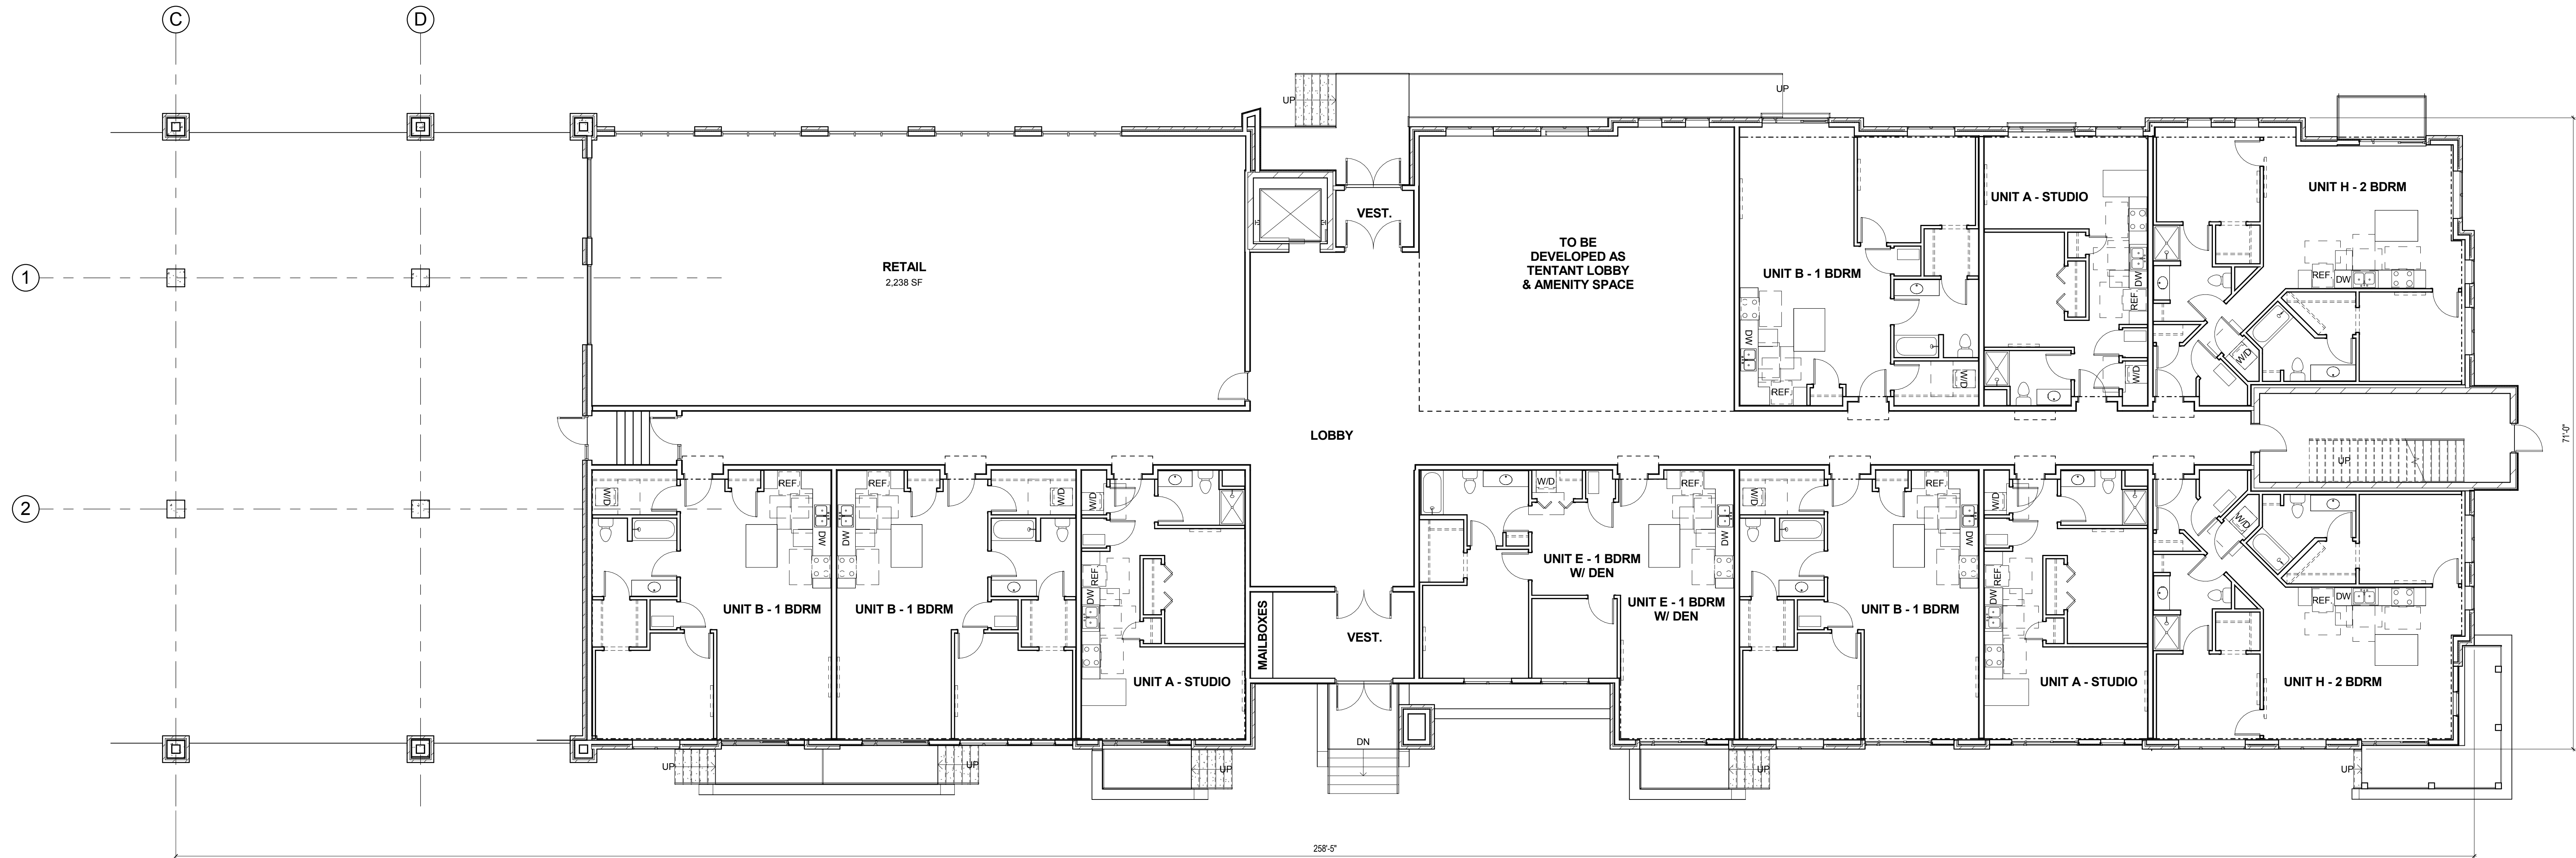 C
D
UP
UP
UNIT H - 2 BDRM
UNIT A - STUDIO
VEST.
TO BE
DEVELOPED AS
TENTANT LOBBY
& AMENITY SPACE
RETAIL
2,238 SF
UNIT B - 1 BDRM
1
DW
REF.
DW
REF.
REF.
DW
W/D
W/D
W/D
71'-0"
LOBBY
UP
W/D
REF.
REF.
W/D
W/D
W/D
REF.
W/D
REF.
W/D
W/D
2
DW
DW
DW
DW
REF.
DW
REF.
DW
REF.
DW
UNIT E - 1 BDRM
W/ DEN
UNIT B - 1 BDRM
UNIT B - 1 BDRM
UNIT E - 1 BDRM
W/ DEN
UNIT B - 1 BDRM
MAILBOXES
VEST.
UNIT A - STUDIO
UNIT A - STUDIO
UNIT H - 2 BDRM
DN
UP
UP
UP
UP
UP
258'-5"